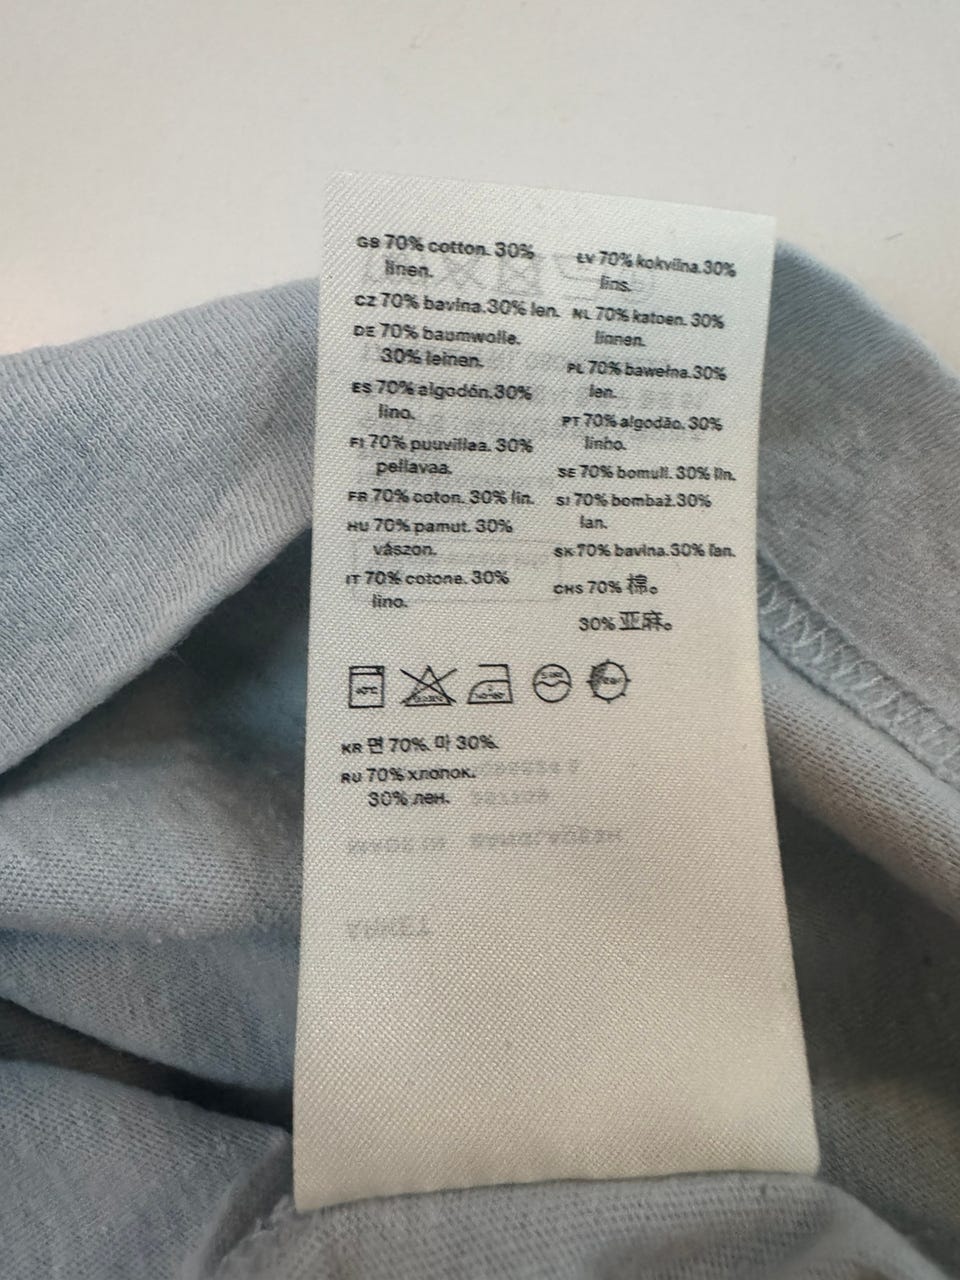 GB 70% cotton. 30%
linen.
CZ 70% bavlna.30% len.
DE 70% baumwolle.
30% leinen.
ES 70% algodón.30%
lino.
FI 70% puuvillaa. 30%
pellavaa.
FR 70% coton. 30% lin.
HU 70% pamut. 30%
vászon.
IT 70% cotone. 30%
lino.
LV 70% kokvilna.30%
lins.
NL 70% katoen. 30%
linnen.
PL 70% bawełna.30%
len.
PT 70% algodão. 30%
linho.
SE 70% bomull. 30% lin.
SI 70% bombaž.30%
lan.
SK 70% bavlna.30% ľan.
CHS 70% 棉。
30% 亚麻。
40°C
KR 면 70%. 마 30%.
RU 70% хлопок.
30% лен.